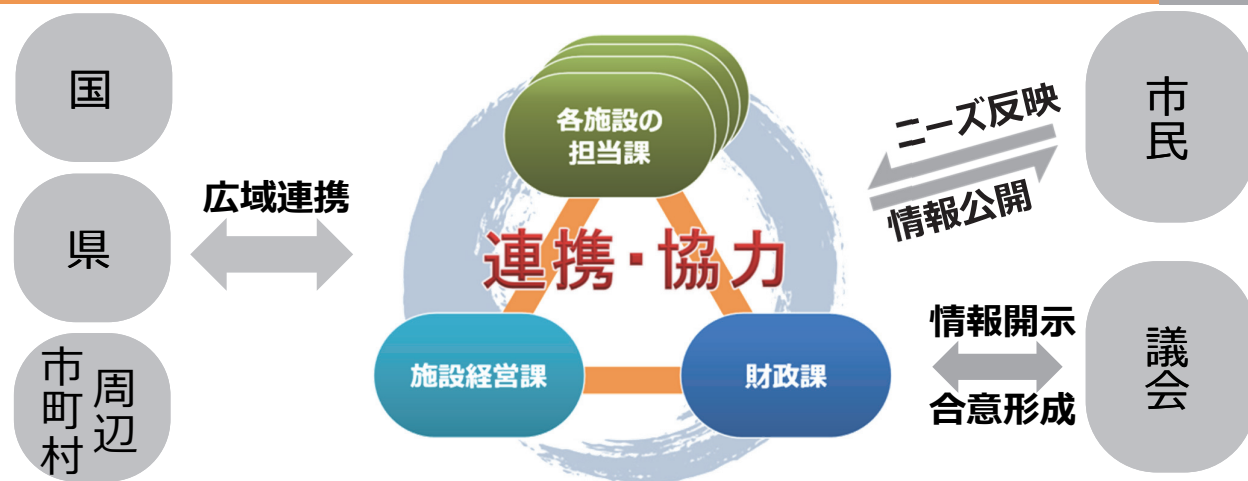 国
県
周辺
市町村
広域連携
各施設の
担当課
連携・協力
施設経営課
財政課
ニーズ反映
情報公開
市民
情報開示
合意形成
議会